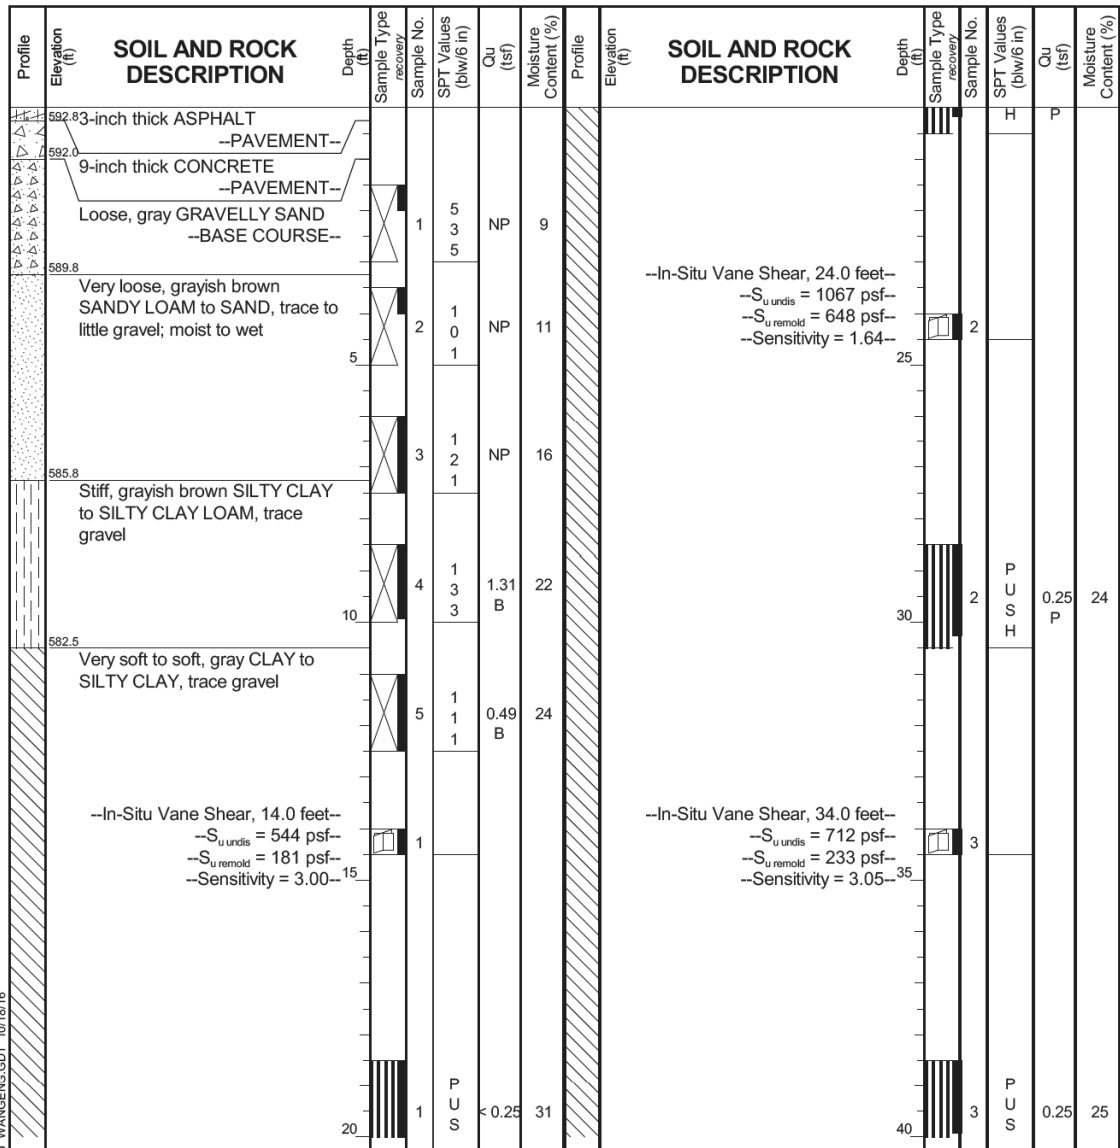 Profile
Elevation (ft)
SOIL AND ROCK
DESCRIPTION
Depth (ft)
Sample Type
recovery
Sample No.
SPT Values (blw/6 in)
Qu (tsf)
Moisture Content (%)
Profile
Elevation (ft)
SOIL AND ROCK
DESCRIPTION
Depth (ft)
Sample Type
recovery
Sample No.
SPT Values (blw/6 in)
Qu (tsf)
Moisture Content (%)
592.8 3-inch thick ASPHALT
--PAVEMENT--
592.0
9-inch thick CONCRETE
--PAVEMENT--
Loose, gray GRAVELLY SAND
--BASE COURSE--
1 5 3 5 NP 9
589.8
Very loose, grayish brown
SANDY LOAM to SAND, trace to
little gravel; moist to wet
2 1 0 1 NP 11
5
3 1 2 1 NP 16
585.8
Stiff, grayish brown SILTY CLAY
to SILTY CLAY LOAM, trace
gravel
4 1 3 3 1.31 B 22
10
582.5
Very soft to soft, gray CLAY to
SILTY CLAY, trace gravel
5 1 1 1 0.49 B 24
--In-Situ Vane Shear, 14.0 feet--
--Su undis = 544 psf--
--Su remold = 181 psf--
--Sensitivity = 3.00--
1
15
1 P U S < 0.25 31
20
H P
--In-Situ Vane Shear, 24.0 feet--
--Su undis = 1067 psf--
--Su remold = 648 psf--
--Sensitivity = 1.64--
2
25
2 P U S H 0.25 P 24
30
--In-Situ Vane Shear, 34.0 feet--
--Su undis = 712 psf--
--Su remold = 233 psf--
--Sensitivity = 3.05--
3
35
3 P U S 0.25 25
40
WANGENG.GDT 10/18/16